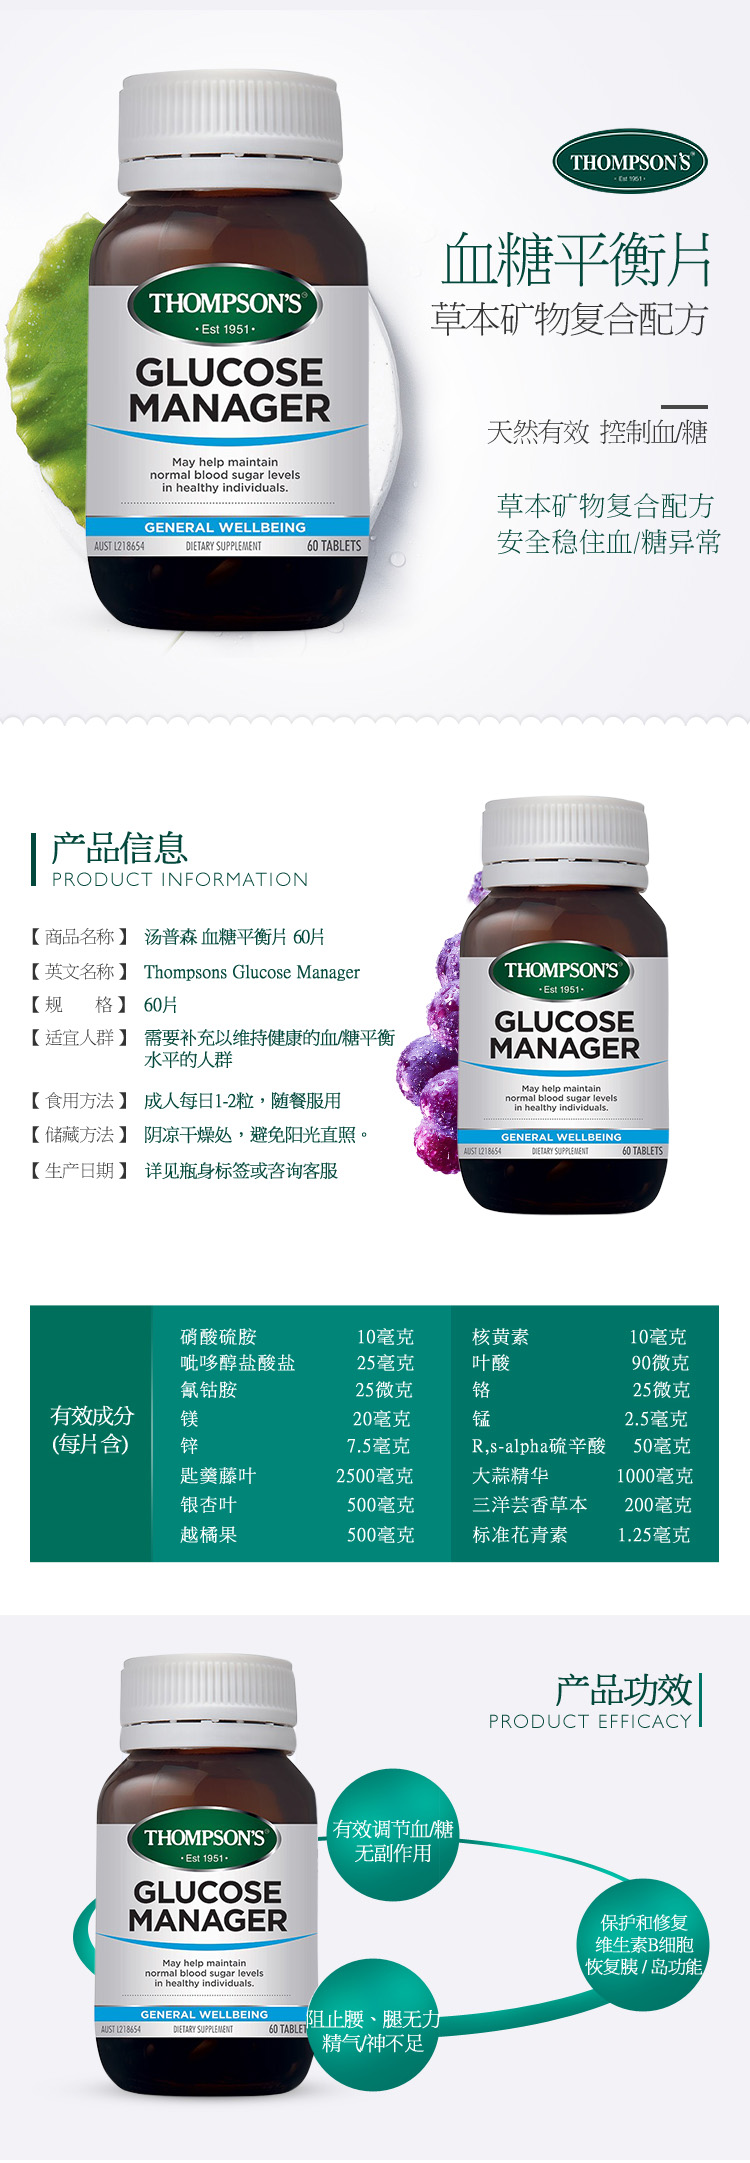 THOMPSON'S
· Est 1951 ·
血糖平衡片
草本矿物复合配方
天然有效 控制血/糖
草本矿物复合配方
安全稳住血/糖异常
THOMPSON'S
· Est 1951 ·
GLUCOSE
MANAGER
May help maintain
normal blood sugar levels
in healthy individuals.
GENERAL WELLBEING
AUST L218654 DIETARY SUPPLEMENT 60 TABLETS
产品信息
PRODUCT INFORMATION
【 商品名称 】 汤普森 血糖平衡片 60片
【 英文名称 】 Thompsons Glucose Manager
【 规 格 】 60片
【 适宜人群 】 需要补充以维持健康的血/糖平衡
水平的人群
【 食用方法 】 成人每日1-2粒，随餐服用
【 储藏方法 】 阴凉干燥处，避免阳光直照。
【 生产日期 】 详见瓶身标签或咨询客服
THOMPSON'S
· Est 1951 ·
GLUCOSE
MANAGER
May help maintain
normal blood sugar levels
in healthy individuals.
GENERAL WELLBEING
AUST L218654 DIETARY SUPPLEMENT 60 TABLETS
有效成分
(每片含)
硝酸硫胺 10毫克 核黄素 10毫克
吡哆醇盐酸盐 25毫克 叶酸 90微克
氰钴胺 25微克 铬 25微克
镁 20毫克 锰 2.5毫克
锌 7.5毫克 R,s-alpha硫辛酸 50毫克
匙羹藤叶 2500毫克 大蒜精华 1000毫克
银杏叶 500毫克 三洋芸香草本 200毫克
越橘果 500毫克 标准花青素 1.25毫克
产品功效
PRODUCT EFFICACY
THOMPSON'S
· Est 1951 ·
GLUCOSE
MANAGER
May help maintain
normal blood sugar levels
in healthy individuals.
GENERAL WELLBEING
AUST L218654 DIETARY SUPPLEMENT 60 TABLET
有效调节血/糖
无副作用
保护和修复
维生素B细胞
恢复胰 / 岛功能
阻止腰、腿无力
精气/神不足